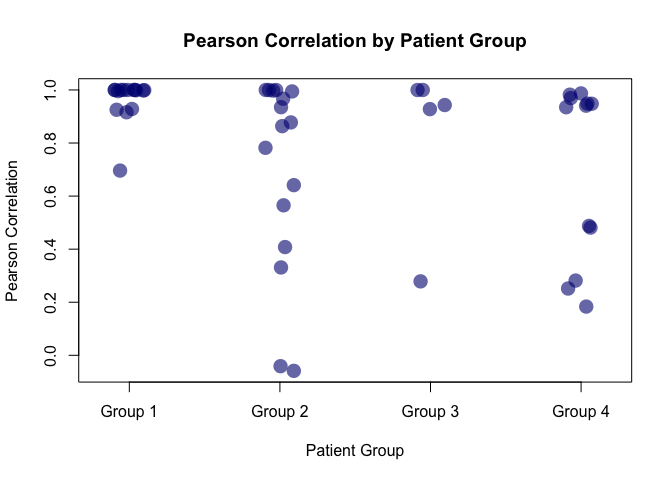 Pearson Correlation by Patient Group
Pearson Correlation
1.0
0.8
0.6
0.4
0.2
0.0
Group 1 Group 2 Group 3 Group 4
Patient Group